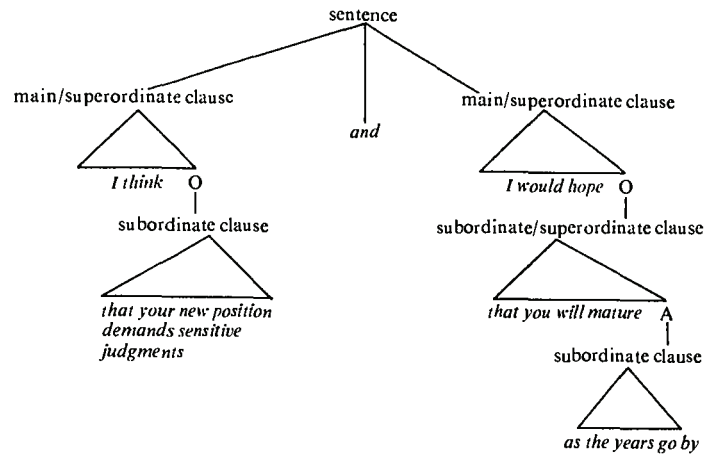 sentence
main/superordinate clause
and
main/superordinate clause
I think O
I would hope O
subordinate clause
subordinate/superordinate clause
that your new position
demands sensitive
judgments
that you will mature A
subordinate clause
as the years go by